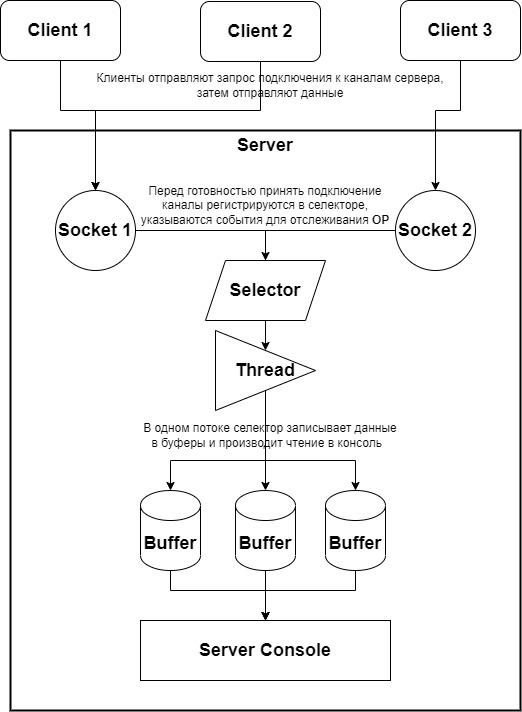 Client 1
Client 2
Client 3
Клиенты отправляют запрос подключения к каналам сервера,
затем отправляют данные
Server
Перед готовностью принять подключение
каналы регистрируются в селекторе,
указываются события для отслеживания OP
Socket 1
Socket 2
Selector
Thread
В одном потоке селектор записывает данные
в буферы и производит чтение в консоль
Buffer
Buffer
Buffer
Server Console